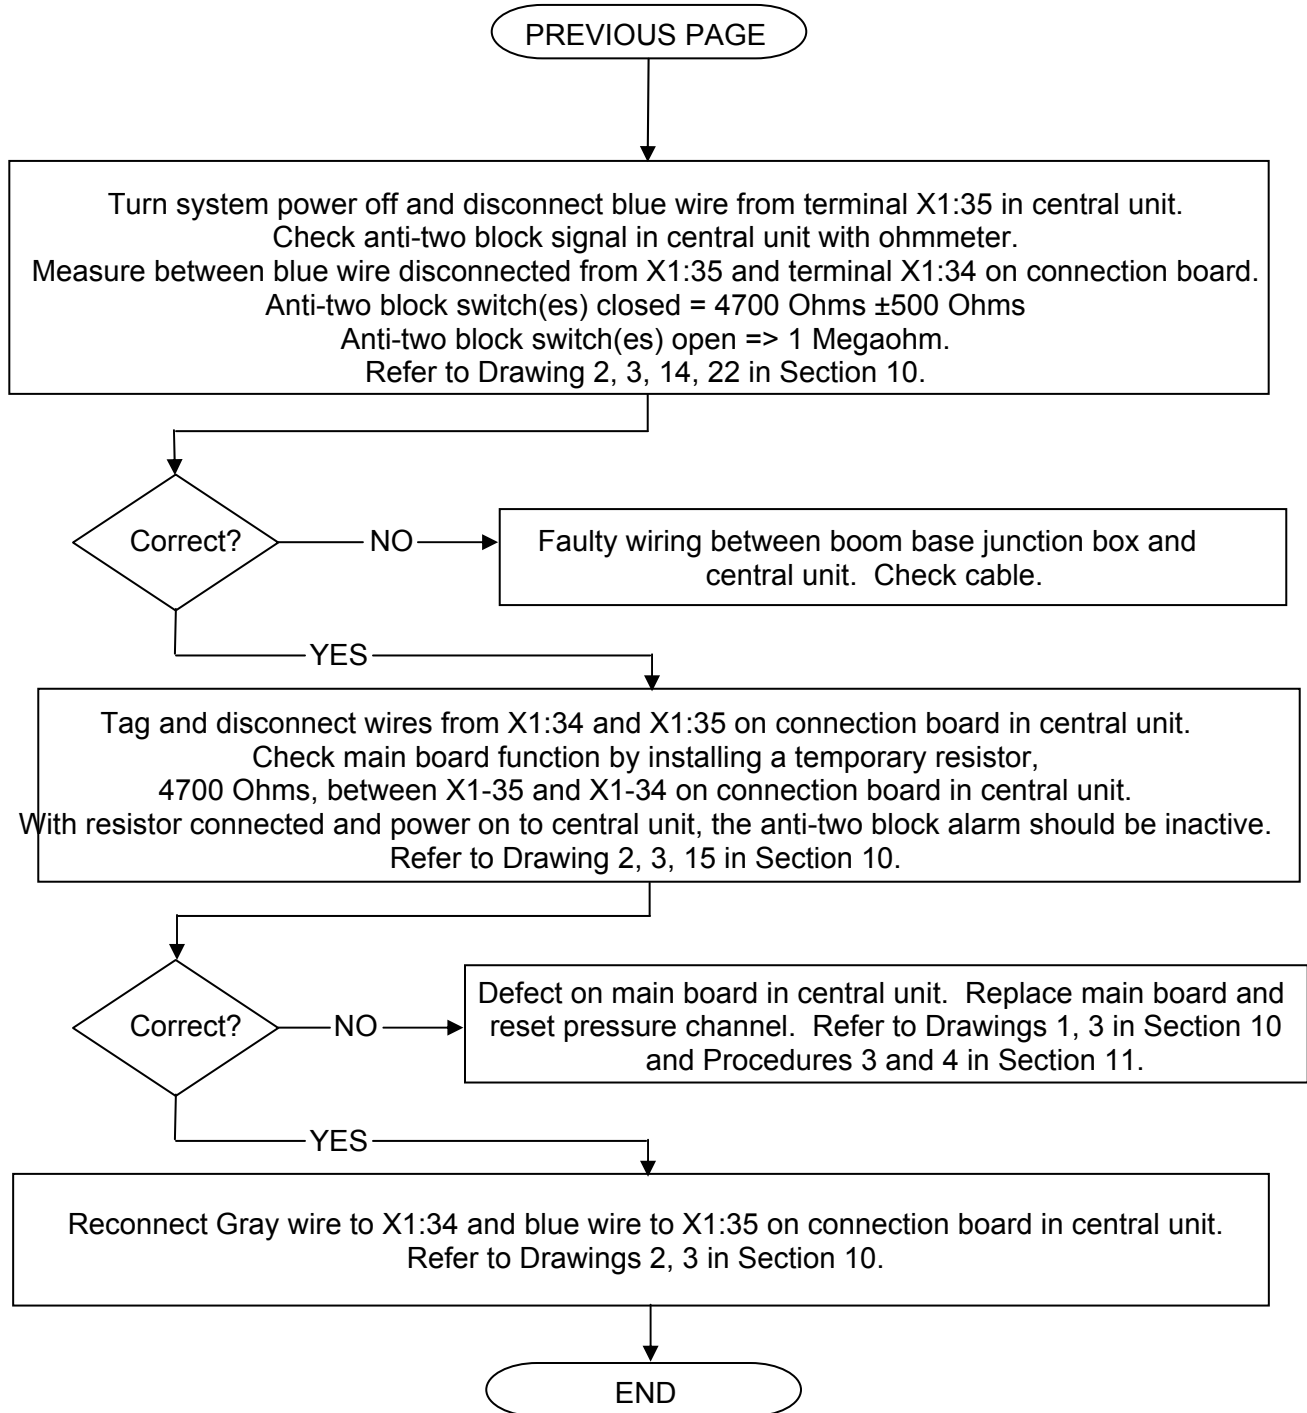 PREVIOUS PAGE
Turn system power off and disconnect blue wire from terminal X1:35 in central unit.
Check anti-two block signal in central unit with ohmmeter.
Measure between blue wire disconnected from X1:35 and terminal X1:34 on connection board.
Anti-two block switch(es) closed = 4700 Ohms ±500 Ohms
Anti-two block switch(es) open => 1 Megaohm.
Refer to Drawing 2, 3, 14, 22 in Section 10.
Correct?
NO
Faulty wiring between boom base junction box and
central unit.  Check cable.
YES
Tag and disconnect wires from X1:34 and X1:35 on connection board in central unit.
Check main board function by installing a temporary resistor,
4700 Ohms, between X1-35 and X1-34 on connection board in central unit.
With resistor connected and power on to central unit, the anti-two block alarm should be inactive.
Refer to Drawing 2, 3, 15 in Section 10.
Correct?
NO
Defect on main board in central unit.  Replace main board and
reset pressure channel.  Refer to Drawings 1, 3 in Section 10
and Procedures 3 and 4 in Section 11.
YES
Reconnect Gray wire to X1:34 and blue wire to X1:35 on connection board in central unit.
Refer to Drawings 2, 3 in Section 10.
END